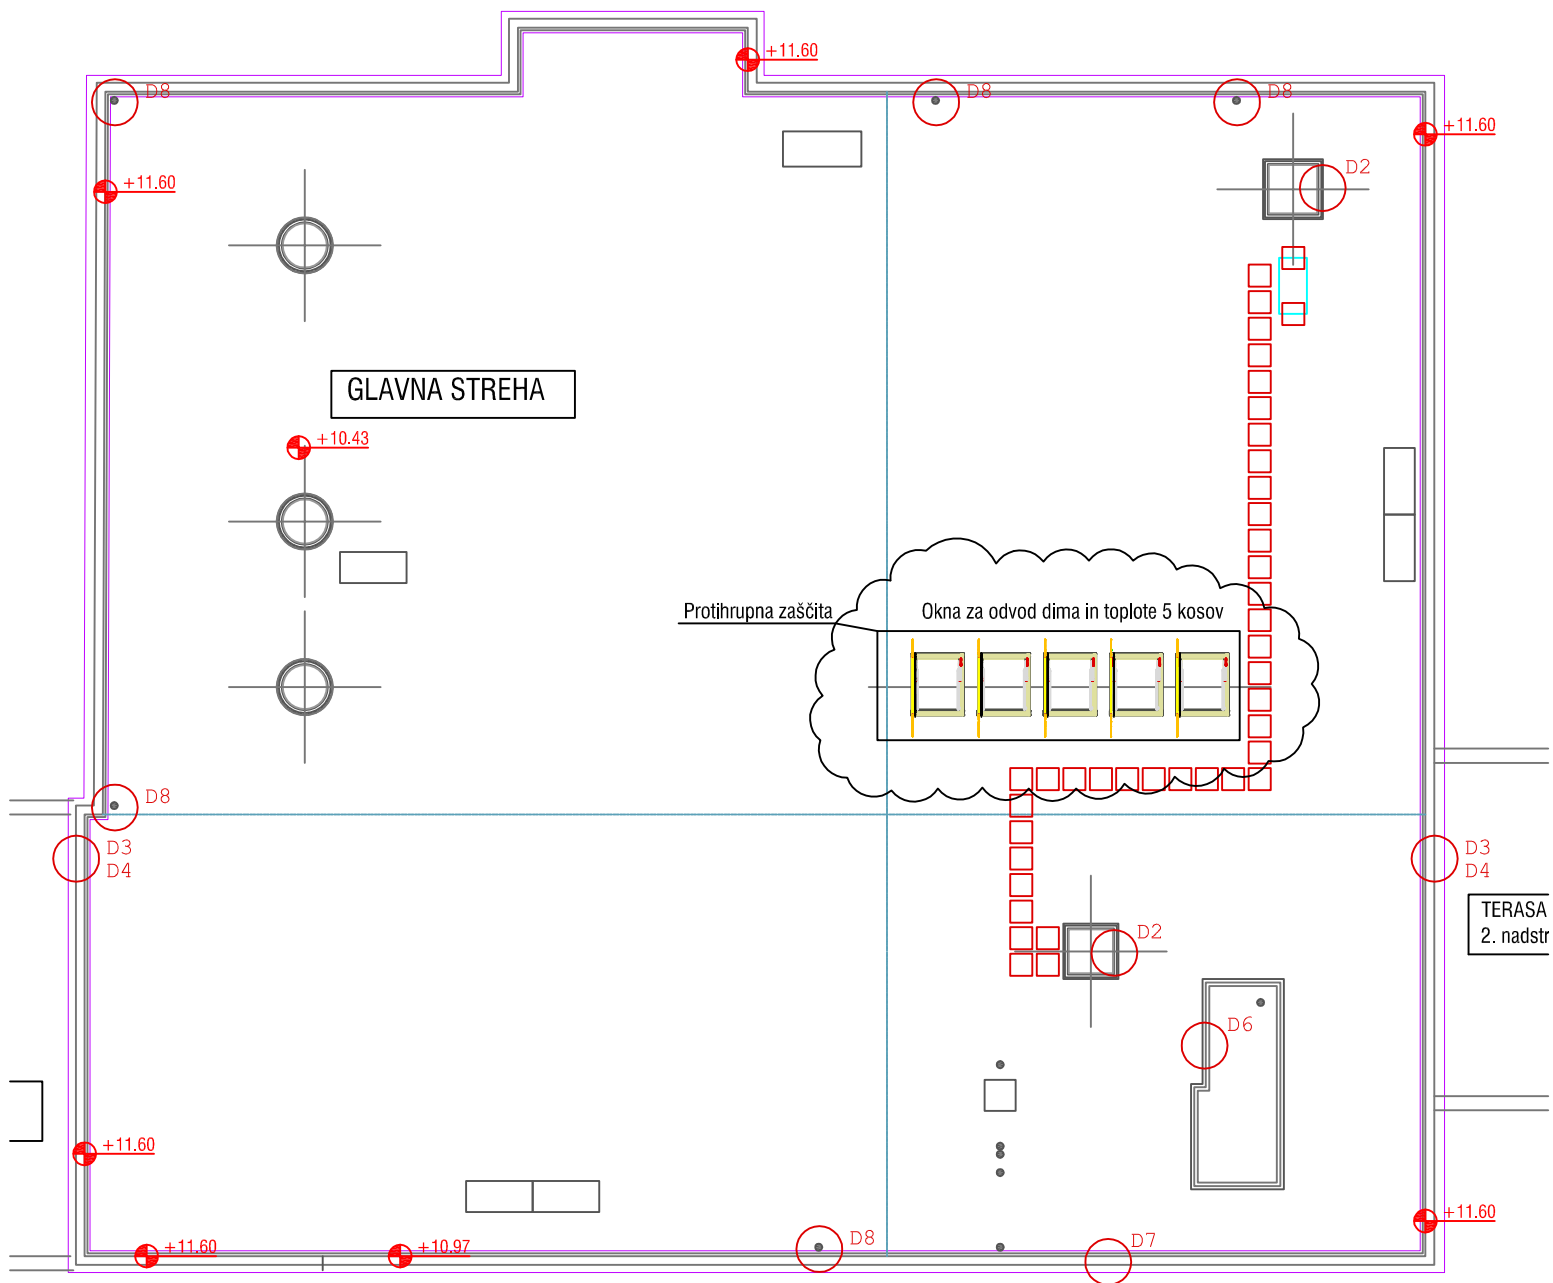 +11.60
D8
D8
D8
+11.60
D2
+11.60
GLAVNA STREHA
+10.43
Protihrupna zaščita
Okna za odvod dima in toplote 5 kosov
D8
D3
D4
D3
D4
TERASA
2. nadstr
D2
D6
+11.60
+11.60
+11.60
+10.97
D8
D7